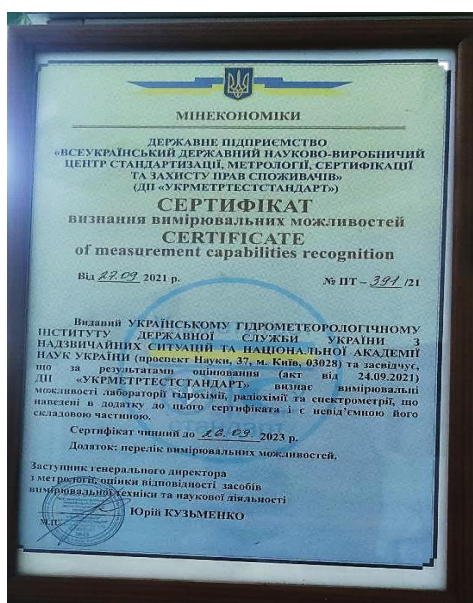 МІНЕКОНОМІКИ
ДЕРЖАВНЕ ПІДПРИЄМСТВО
«ВСЕУКРАЇНСЬКИЙ ДЕРЖАВНИЙ НАУКОВО-ВИРОБНИЧИЙ
ЦЕНТР СТАНДАРТИЗАЦІЇ, МЕТРОЛОГІЇ, СЕРТИФІКАЦІЇ
ТА ЗАХИСТУ ПРАВ СПОЖИВАЧІВ»
(ДП «УКРМЕТРТЕСТСТАНДАРТ»)
СЕРТИФІКАТ
визнання вимірювальних можливостей
CERTIFICATE
of measurement capabilities recognition
Від 27.09 2021 р. № ПТ – 391 /21
Виданий УКРАЇНСЬКОМУ ГІДРОМЕТЕОРОЛОГІЧНОМУ
ІНСТИТУТУ ДЕРЖАВНОЇ СЛУЖБИ УКРАЇНИ З
НАДЗВИЧАЙНИХ СИТУАЦІЙ ТА НАЦІОНАЛЬНОЇ АКАДЕМІЇ
НАУК УКРАЇНИ (проспект Науки, 37, м. Київ, 03028) та засвідчує,
що за результатами оцінювання (акт від 24.09.2021)
ДП «УКРМЕТРТЕСТСТАНДАРТ» визнає вимірювальні
можливості лабораторії гідрохімії, радіохімії та спектрометрії, що
наведені в додатку до цього сертифіката і є невід'ємною його
складовою частиною.
Сертифікат чинний до 26.09. 2023 р.
Додаток: перелік вимірювальних можливостей.
Заступник генерального директора
з метрології, оцінки відповідності засобів
вимірювальної техніки та наукової діяльності
Юрій КУЗЬМЕНКО
М.П.